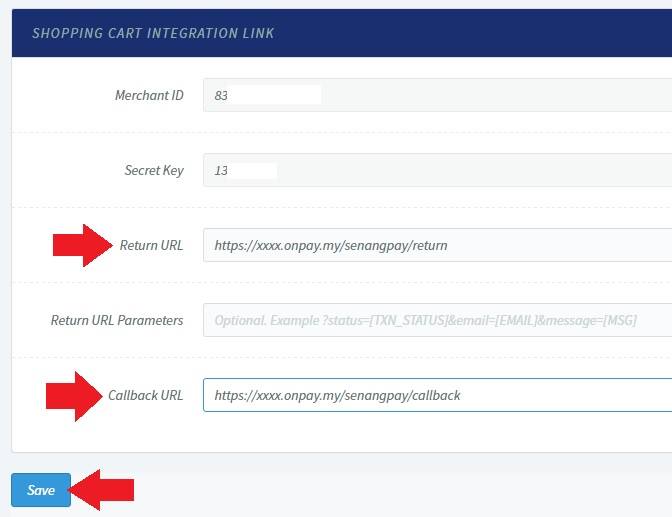 SHOPPING CART INTEGRATION LINK
Merchant ID 83
Secret Key 13
Return URL https://xxxx.onpay.my/senangpay/return
Return URL Parameters Optional. Example ?status=[TXN_STATUS]&email=[EMAIL]&message=[MSG]
Callback URL https://xxxx.onpay.my/senangpay/callback
Save